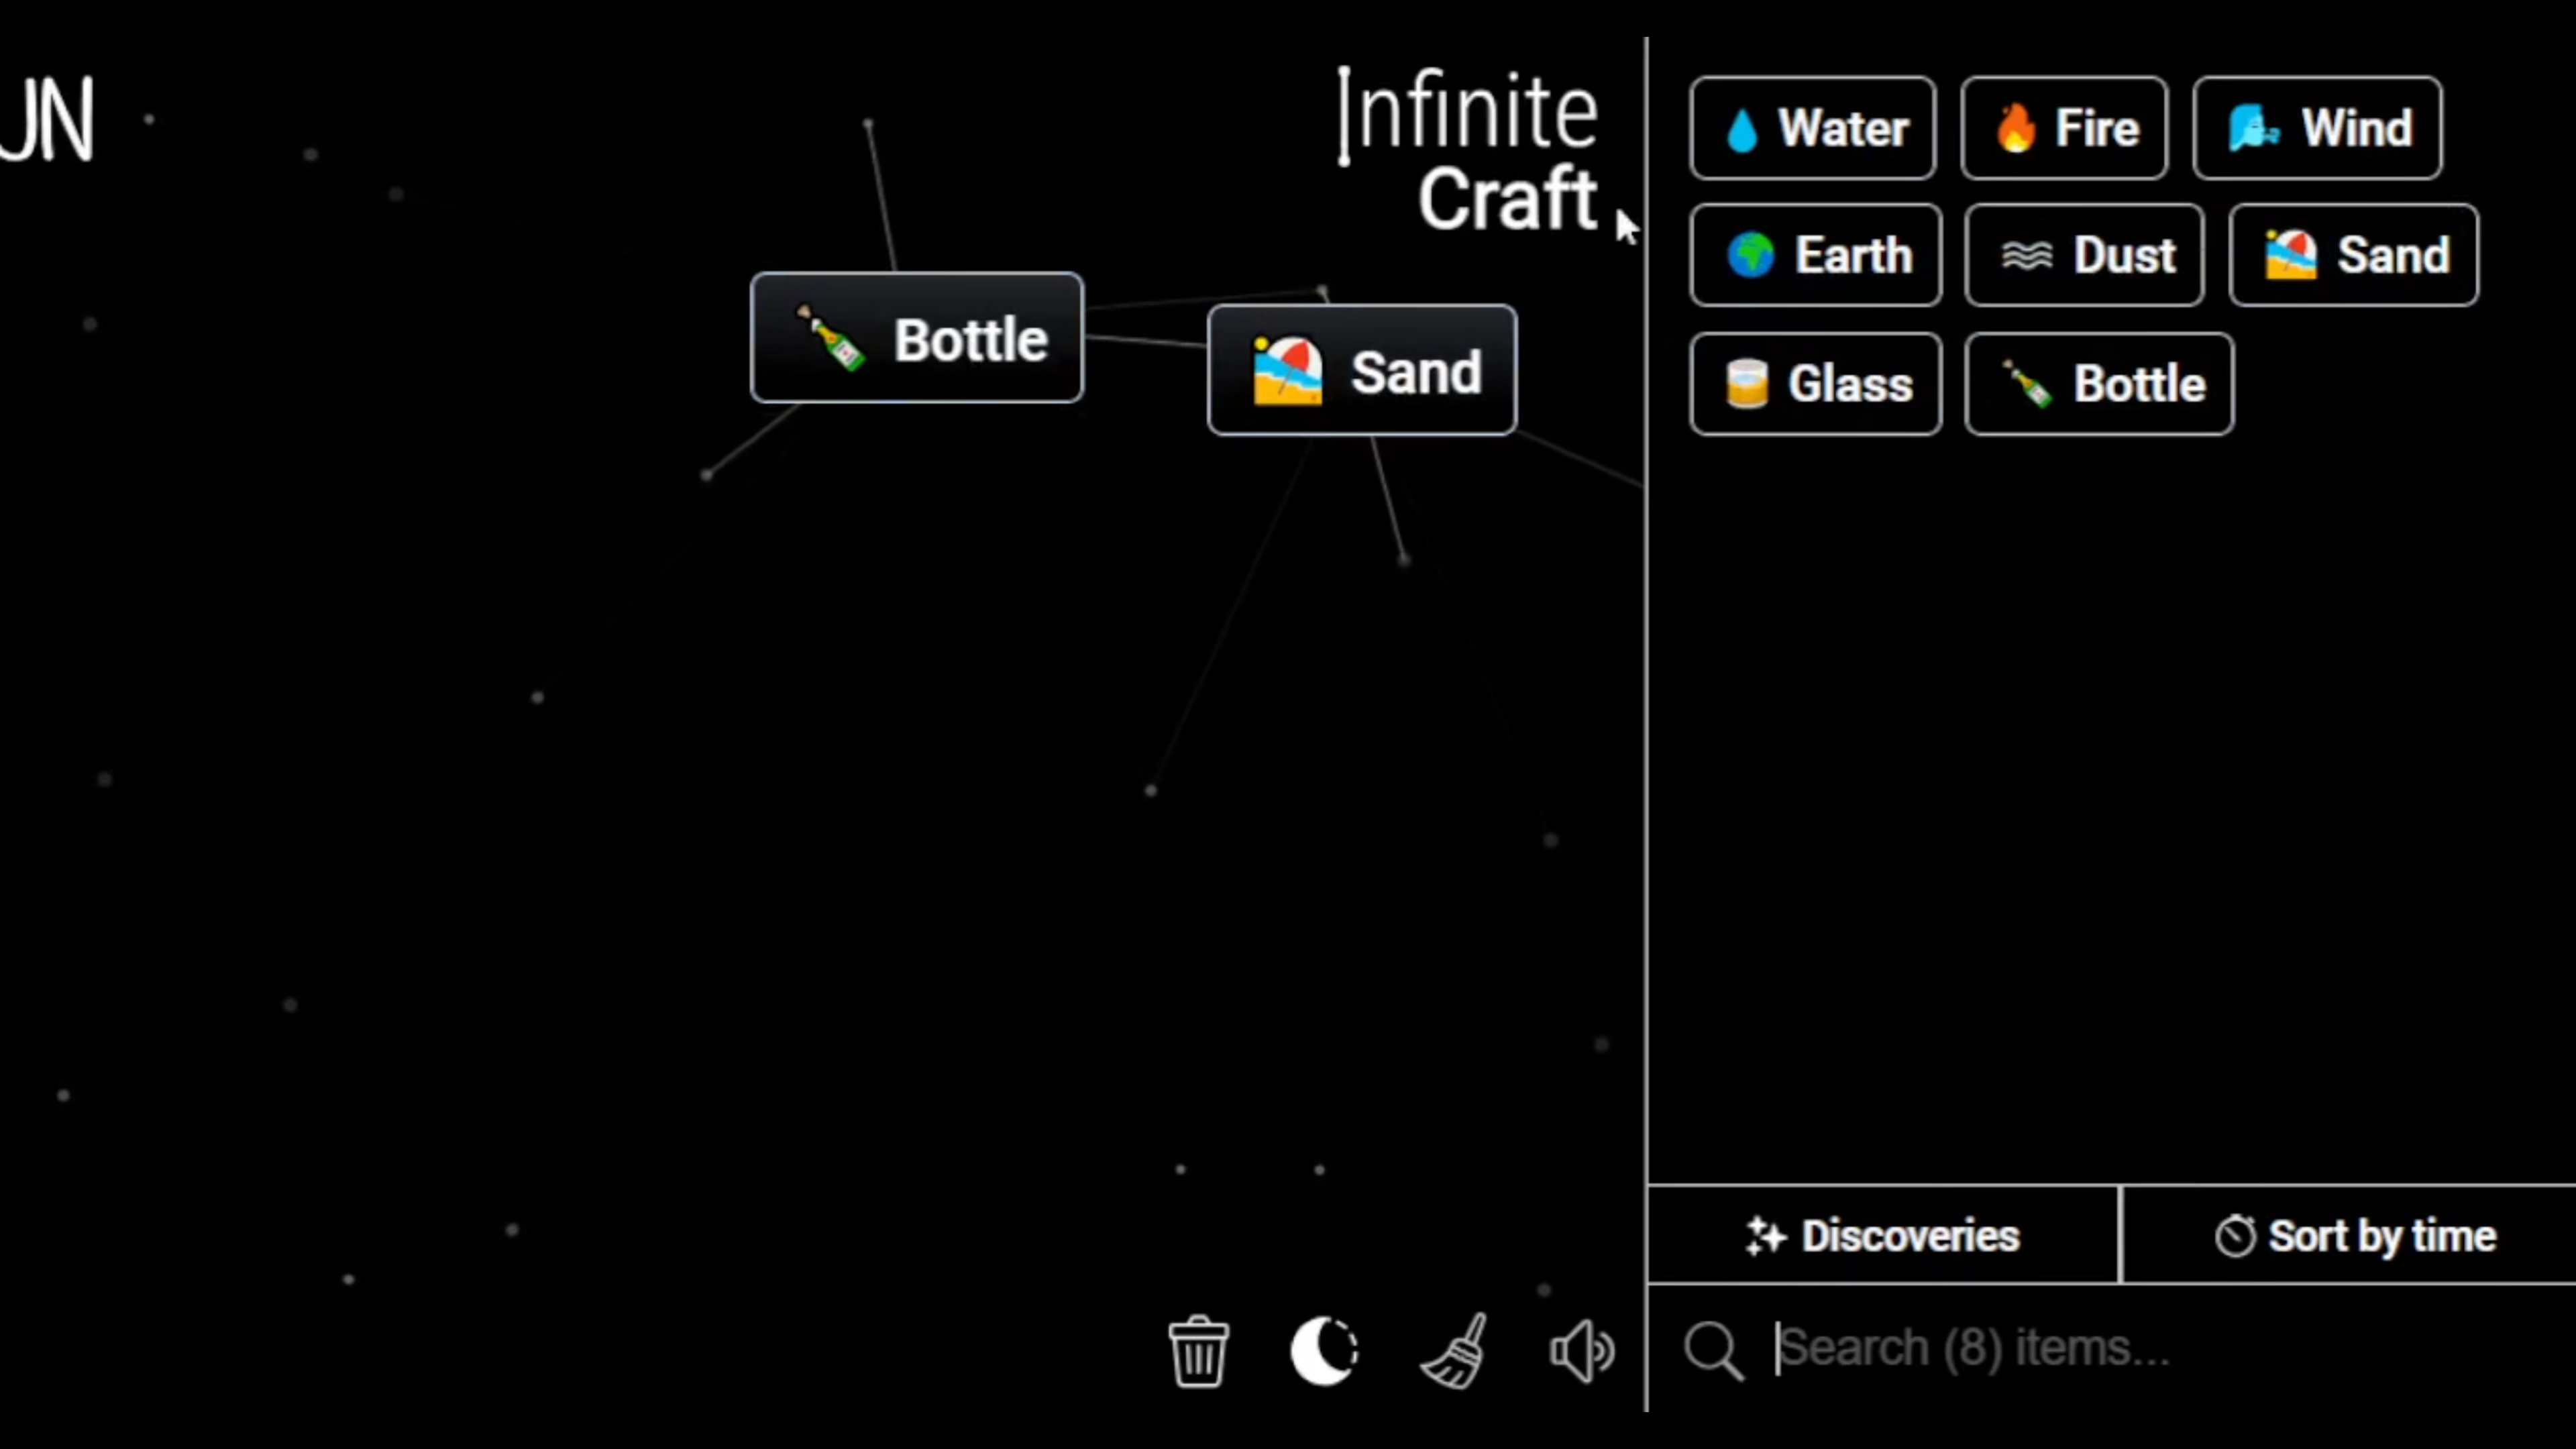 UN
Infinite
Craft
Water Fire Wind
Earth Dust Sand
Glass Bottle
Bottle
Sand
Discoveries Sort by time
Search (8) items...